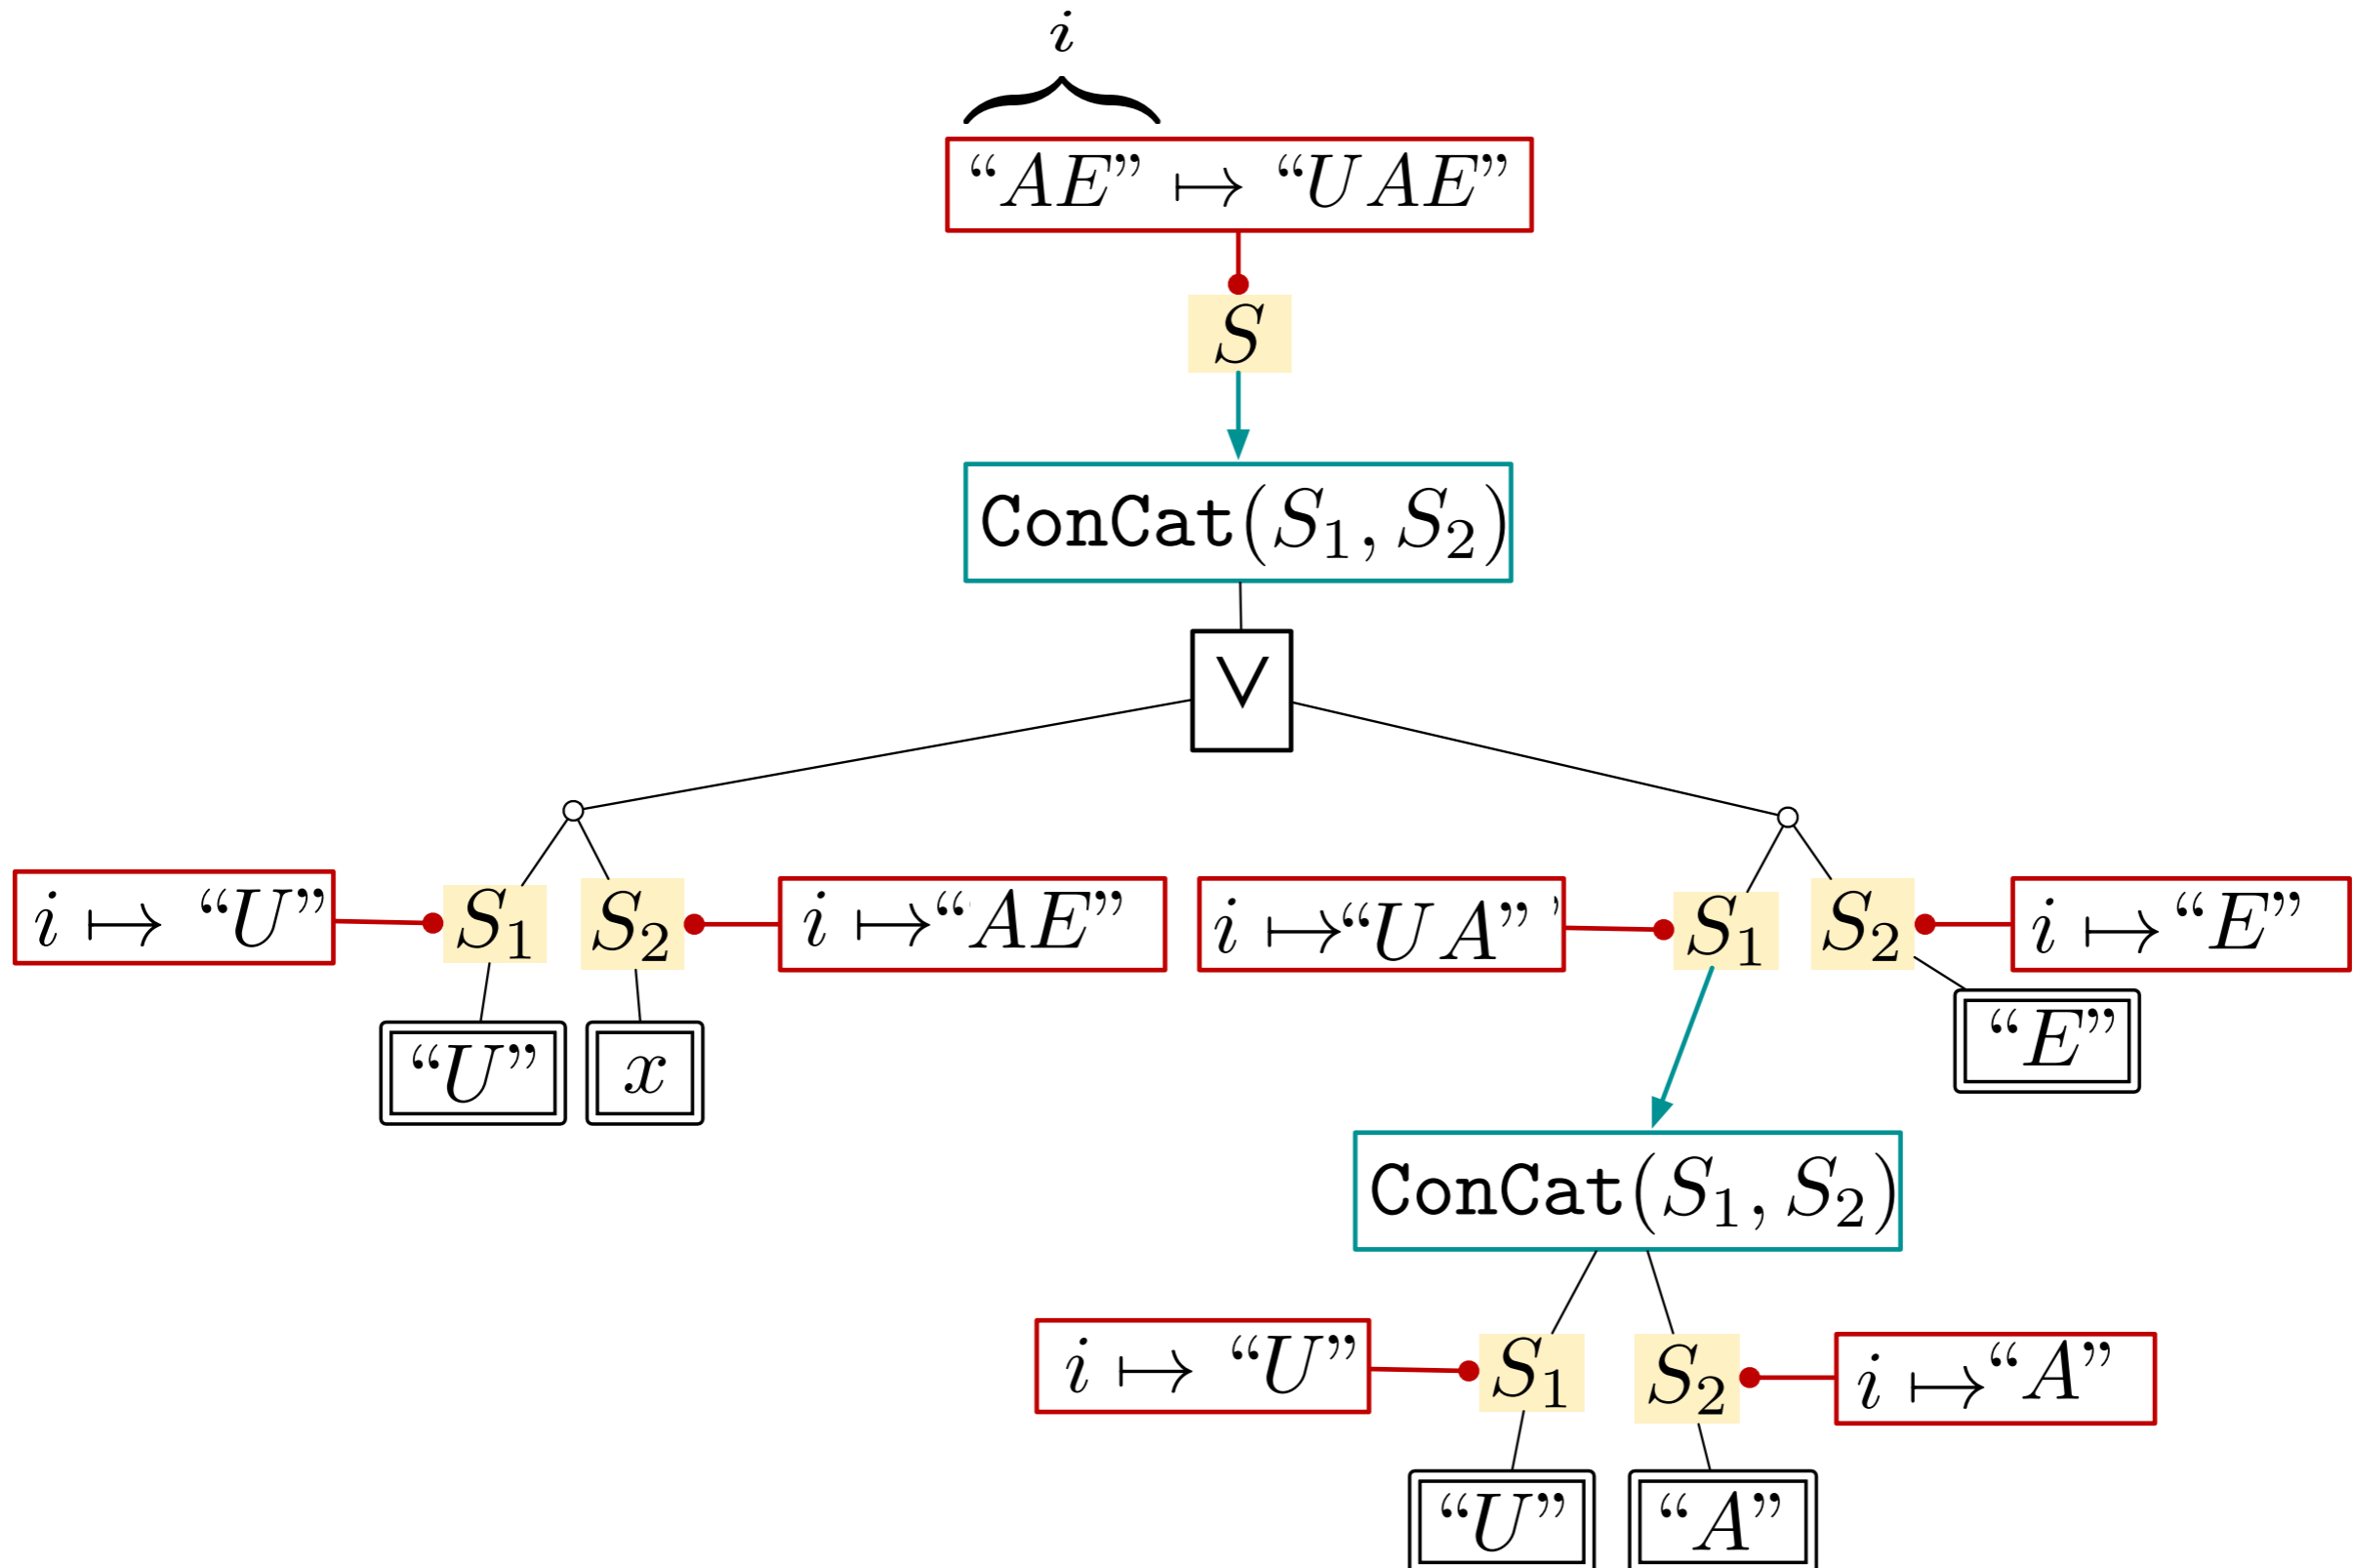 i
“AE” ↦ “UAE”
S
ConCat(S₁, S₂)
∨
i ↦ “U”
S₁
S₂
i ↦“AE”
i ↦“UA” ’
S₁
S₂
i ↦“E”
“U”
x
“E”
ConCat(S₁, S₂)
i ↦ “U”
S₁
S₂
i ↦“A”
“U”
“A”